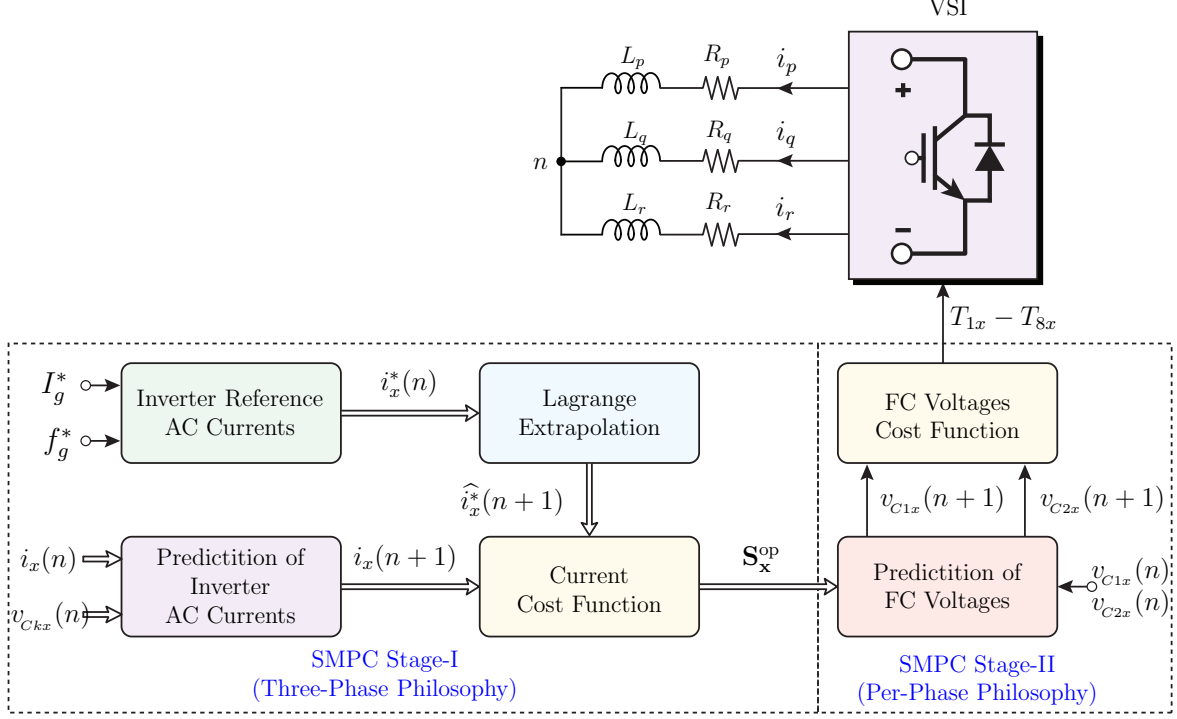 VSI
L_p R_p i_p
+
L_q R_q i_q
n
L_r R_r i_r
−
T_{1x} − T_{8x}
I_g^*
f_g^*
Inverter Reference
AC Currents
i_x^*(n)
Lagrange
Extrapolation
FC Voltages
Cost Function
\widehat{i_x^*}(n + 1)
v_{C1x}(n + 1)
v_{C2x}(n + 1)
i_x(n)
v_{Ckx}(n)
Predictition of
Inverter
AC Currents
i_x(n + 1)
Current
Cost Function
S_x^{op}
Predictition of
FC Voltages
v_{C1x}(n)
v_{C2x}(n)
SMPC Stage-I
(Three-Phase Philosophy)
SMPC Stage-II
(Per-Phase Philosophy)